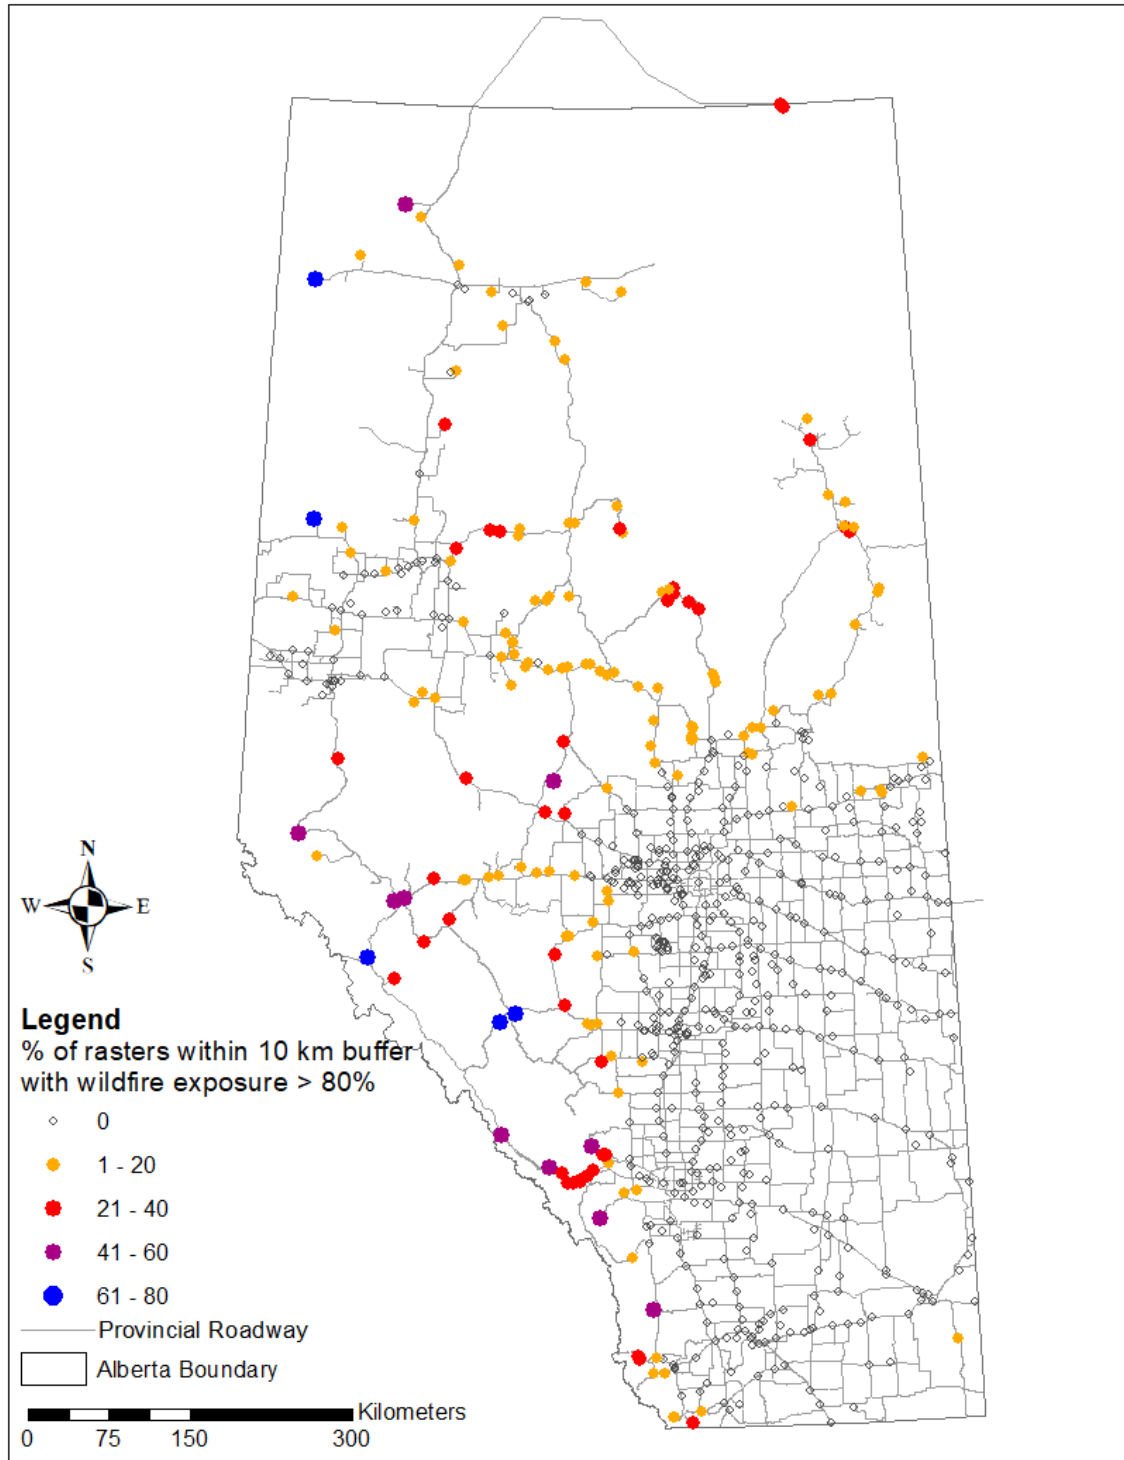 N
W E
S
Legend
% of rasters within 10 km buffer
with wildfire exposure > 80%
0
1 - 20
21 - 40
41 - 60
61 - 80
Provincial Roadway
Alberta Boundary
Kilometers
0 75 150 300